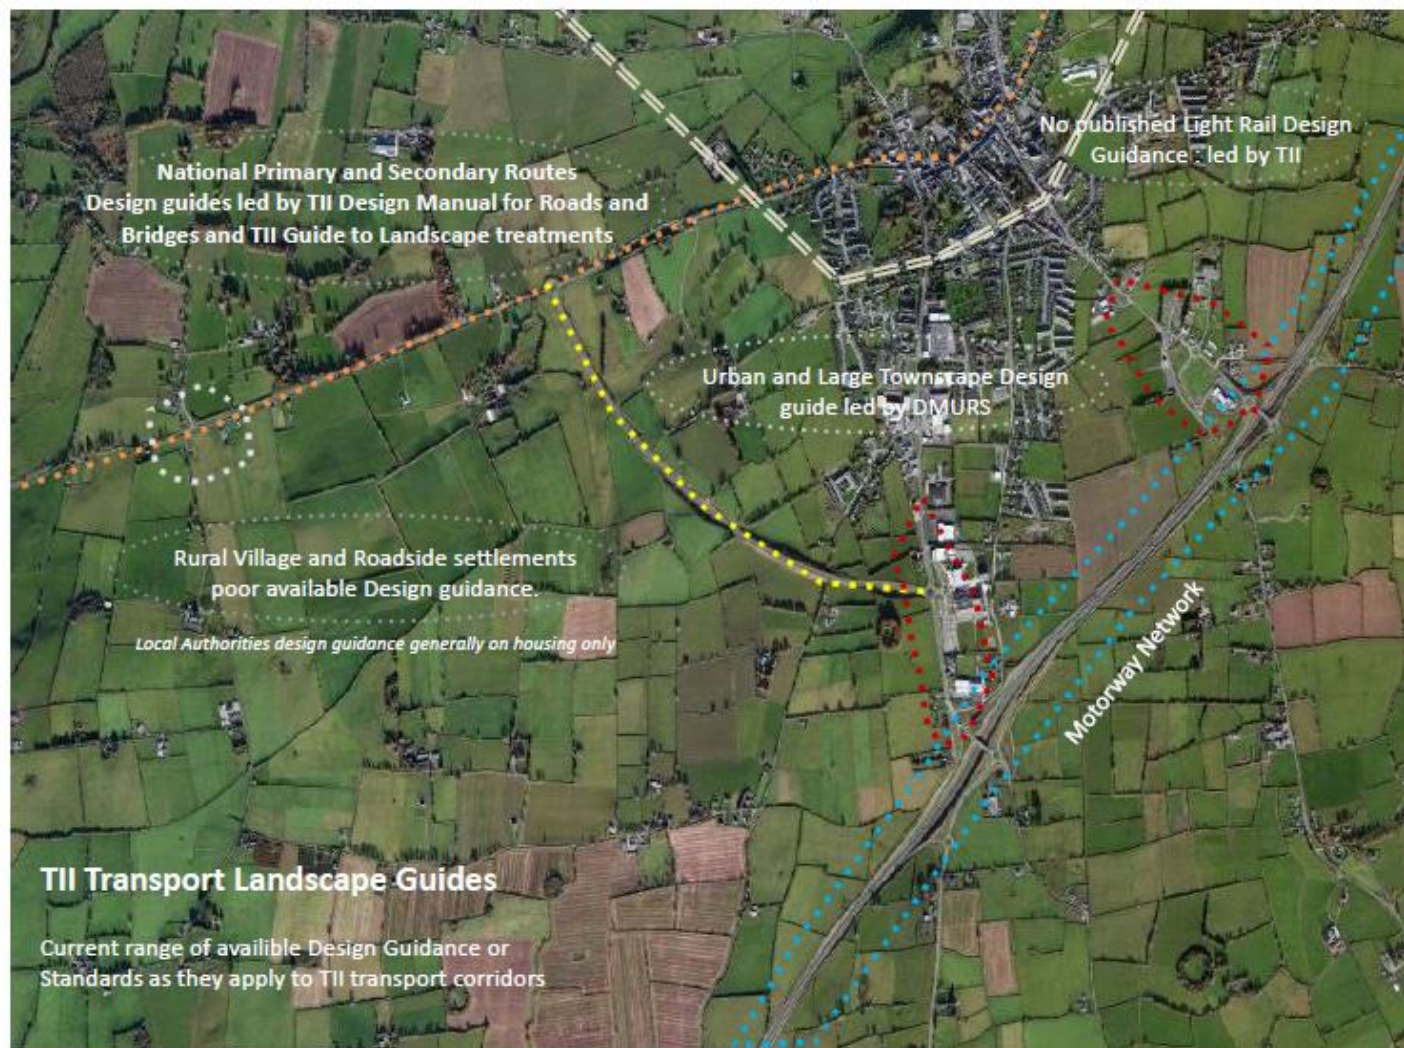 No published Light Rail Design
Guidance : led by TII
National Primary and Secondary Routes
Design guides led by TII Design Manual for Roads and
Bridges and TII Guide to Landscape treatments
Urban and Large Townscape Design
guide led by DMURS
Rural Village and Roadside settlements
poor available Design guidance.
Local Authorities design guidance generally on housing only
Motorway Network
TII Transport Landscape Guides
Current range of availible Design Guidance or
Standards as they apply to TII transport corridors